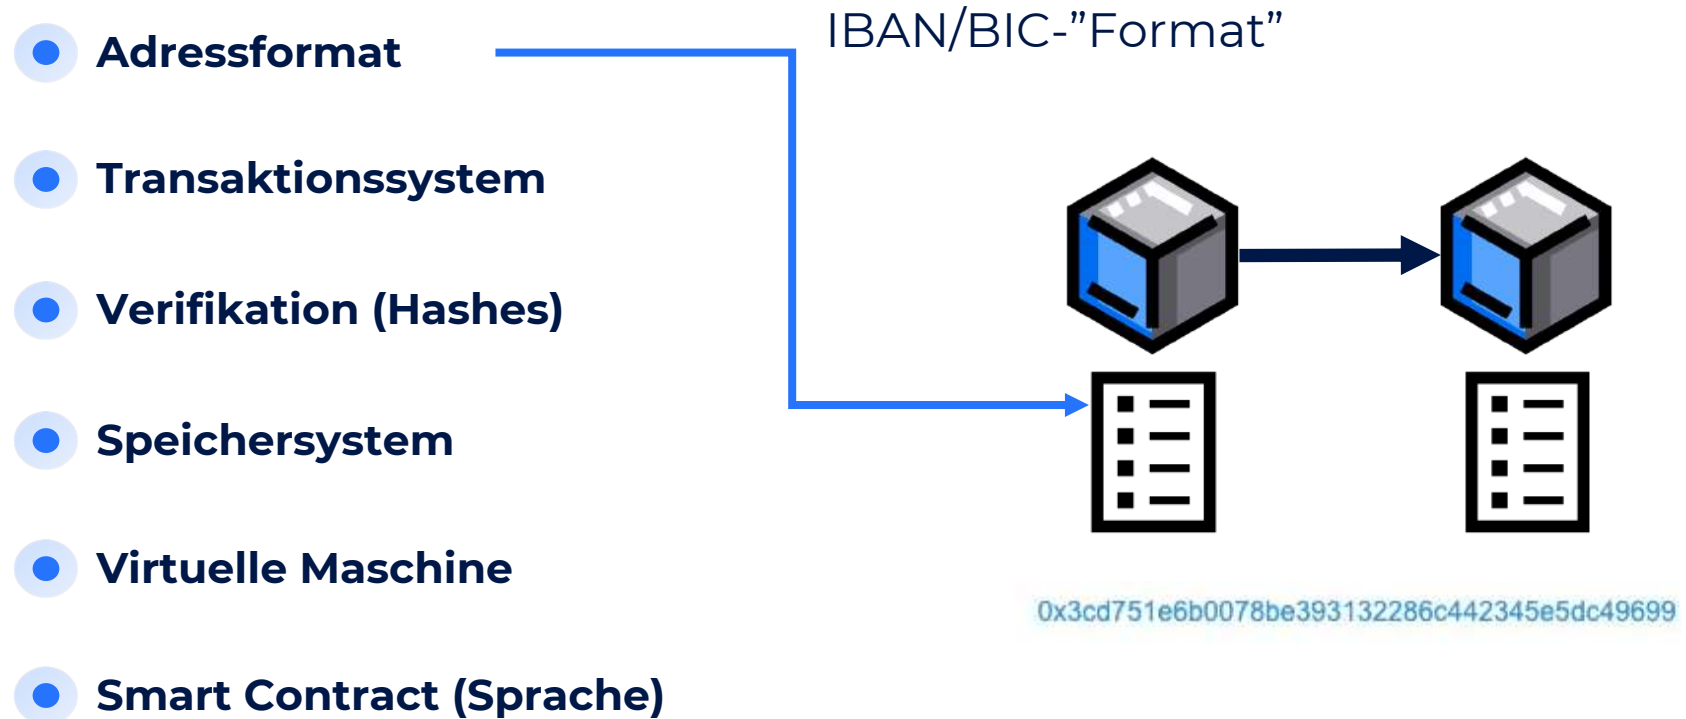 Adressformat
IBAN/BIC-”Format”
Transaktionssystem
Verifikation (Hashes)
Speichersystem
Virtuelle Maschine
Smart Contract (Sprache)
0x3cd751e6b0078be393132286c442345e5dc49699